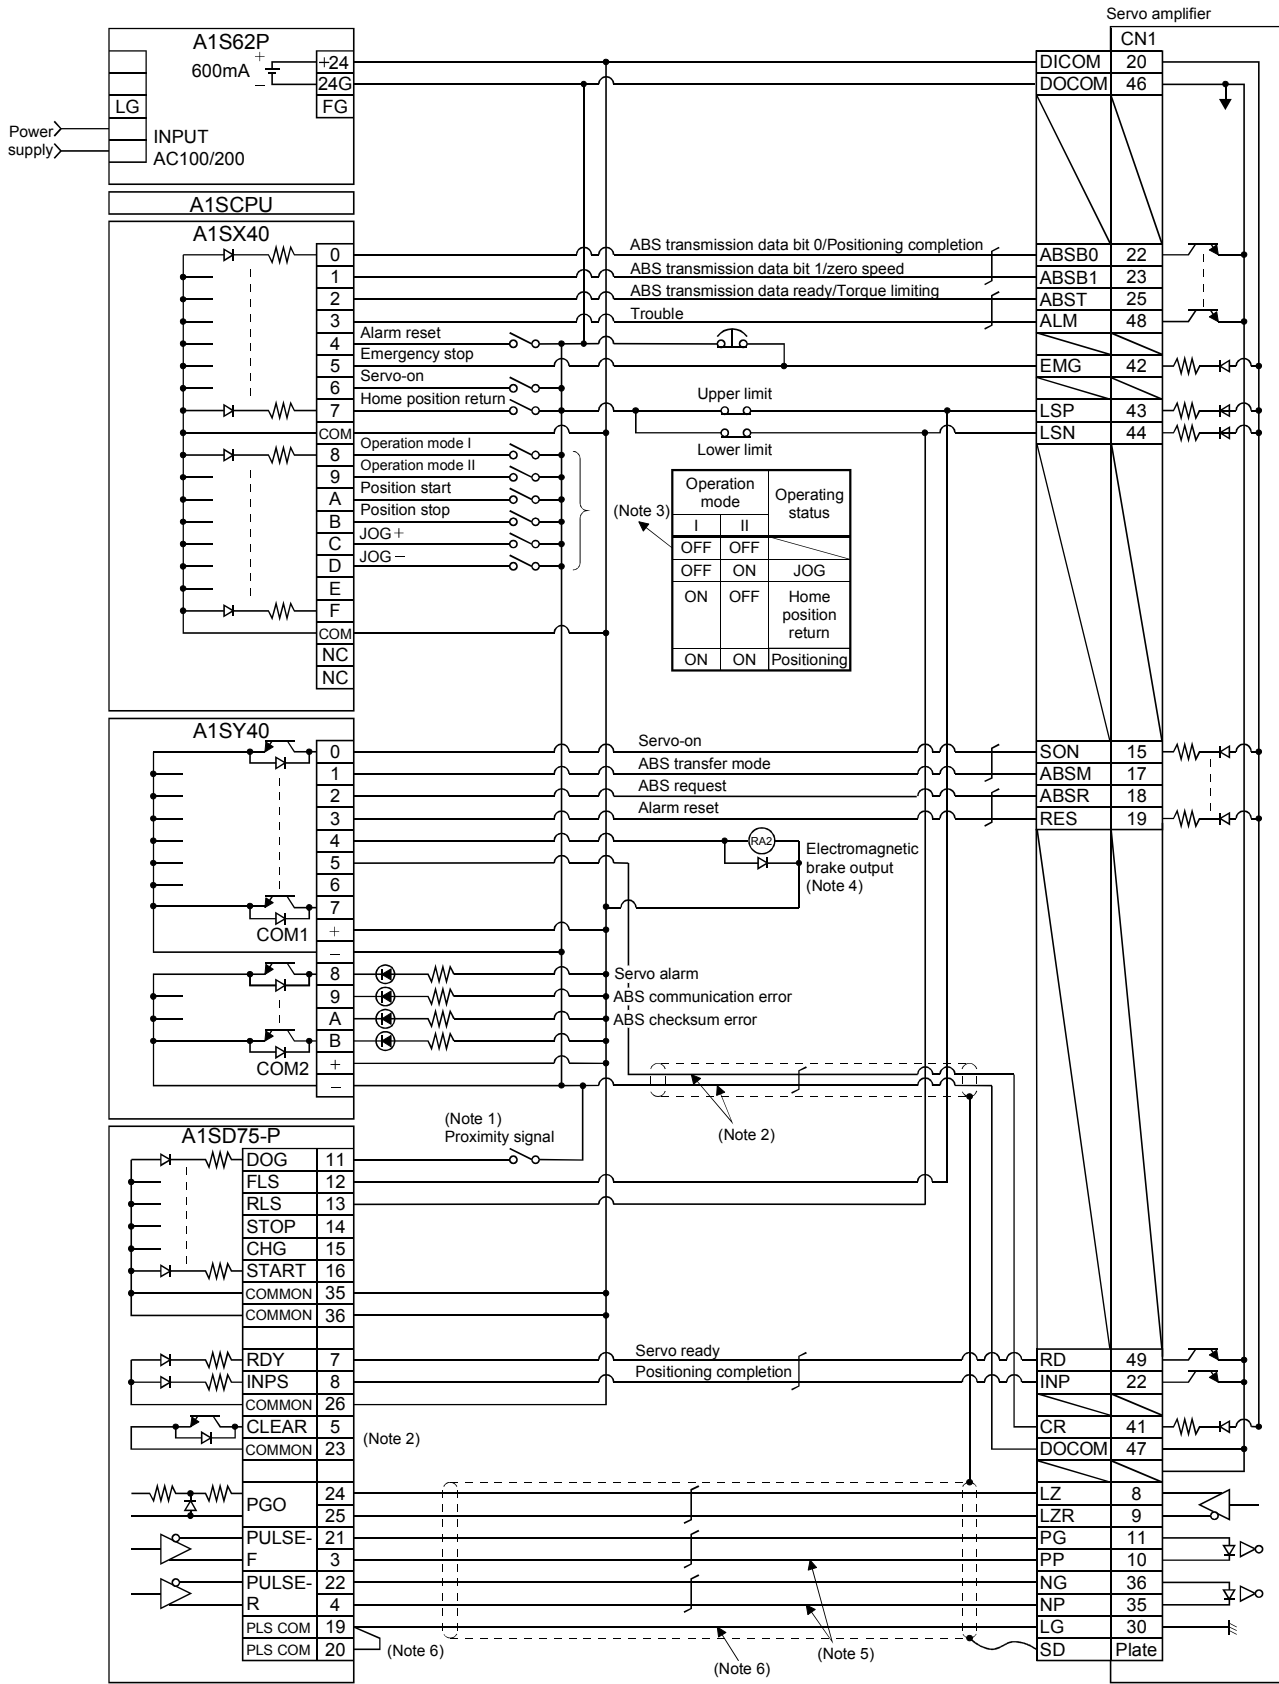 Servo amplifier
A1S62P
CN1
+
600mA
−
+24
DICOM 20
24G
DOCOM 46
LG
FG
Power
supply
INPUT
AC100/200
A1SCPU
A1SX40
0
ABS transmission data bit 0/Positioning completion
ABSB0 22
1
ABS transmission data bit 1/zero speed
ABSB1 23
2
ABS transmission data ready/Torque limiting
ABST 25
3
Trouble
ALM 48
4
Alarm reset
5
Emergency stop
EMG 42
6
Servo-on
7
Home position return
Upper limit
LSP 43
COM
LSN 44
Lower limit
8
Operation mode I
9
Operation mode II
A
Position start
B
Position stop
C
JOG+
D
JOG−
E
F
COM
NC
NC
(Note 3)
Operation
mode
Operating
status
I II
OFF OFF
OFF ON JOG
ON OFF Home
position
return
ON ON Positioning
A1SY40
0
Servo-on
SON 15
1
ABS transfer mode
ABSM 17
2
ABS request
ABSR 18
3
Alarm reset
RES 19
4
RA2
Electromagnetic
brake output
(Note 4)
5
6
7
COM1
+
−
8
Servo alarm
9
ABS communication error
A
ABS checksum error
B
COM2
+
−
(Note 2)
(Note 1)
Proximity signal
A1SD75-P
DOG 11
FLS 12
RLS 13
STOP 14
CHG 15
START 16
COMMON 35
COMMON 36
RDY 7
Servo ready
RD 49
INPS 8
Positioning completion
INP 22
COMMON 26
CLEAR 5
(Note 2)
CR 41
COMMON 23
DOCOM 47
PGO
24
LZ 8
25
LZR 9
PULSE-
F
21
PG 11
3
PP 10
PULSE-
R
22
NG 36
4
NP 35
PLS COM 19
LG 30
PLS COM 20
(Note 6)
(Note 6)
(Note 5)
SD Plate